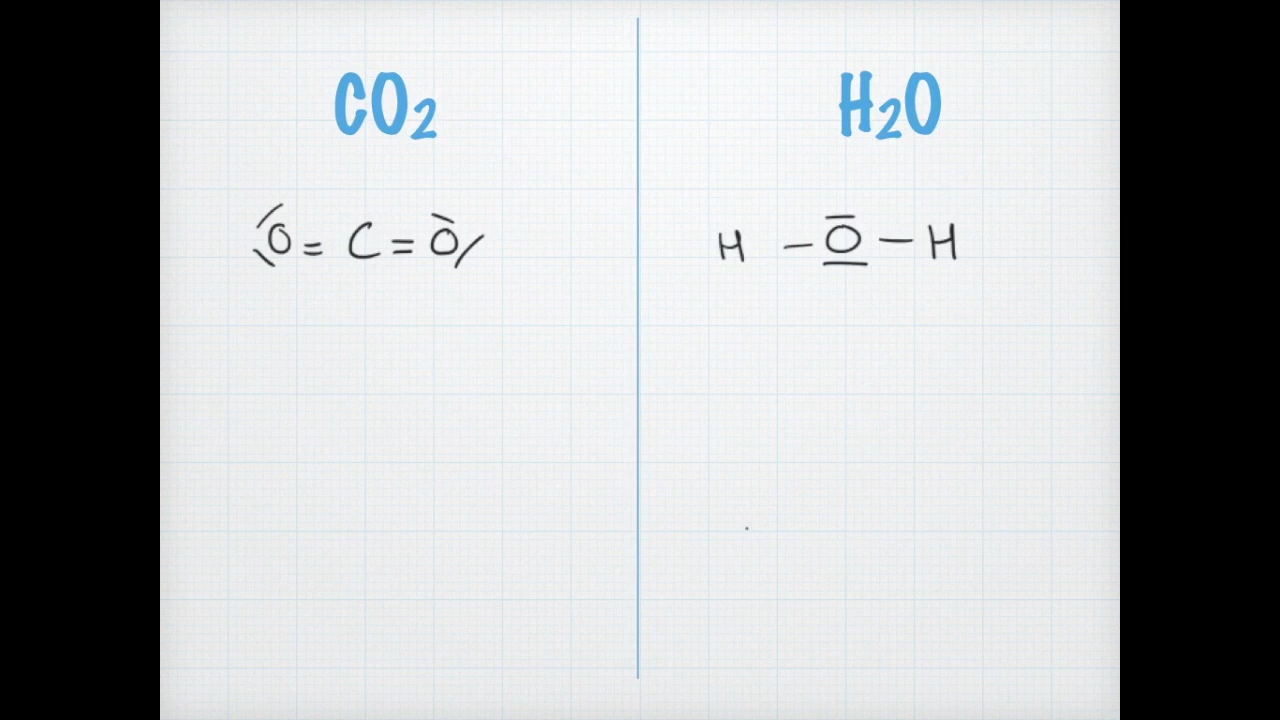 CO₂
O = C = O
H₂O
H - O - H